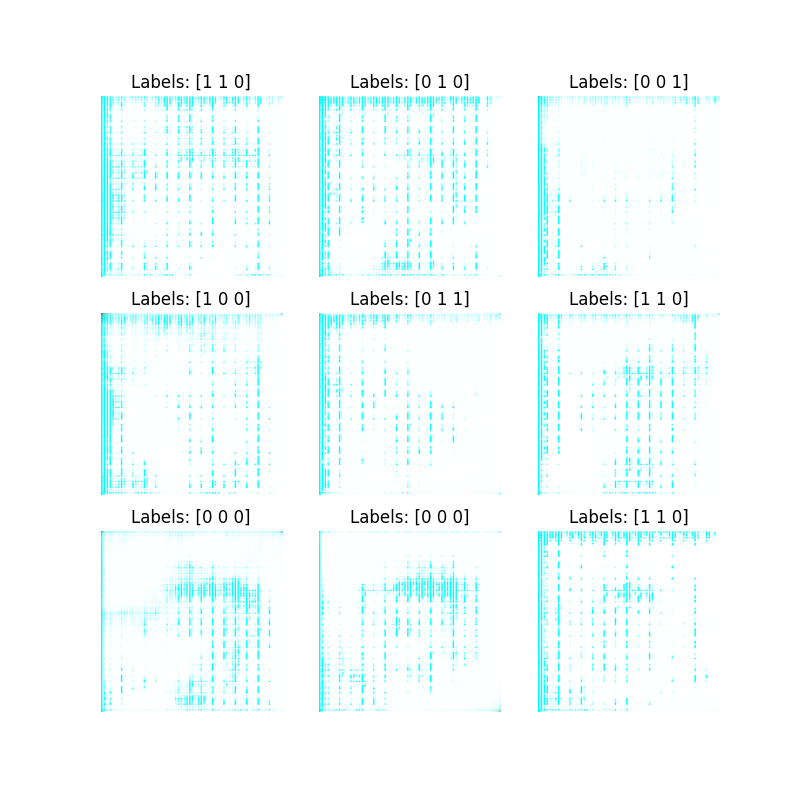 Labels: [1 1 0]
Labels: [0 1 0]
Labels: [0 0 1]
Labels: [1 0 0]
Labels: [0 1 1]
Labels: [1 1 0]
Labels: [0 0 0]
Labels: [0 0 0]
Labels: [1 1 0]